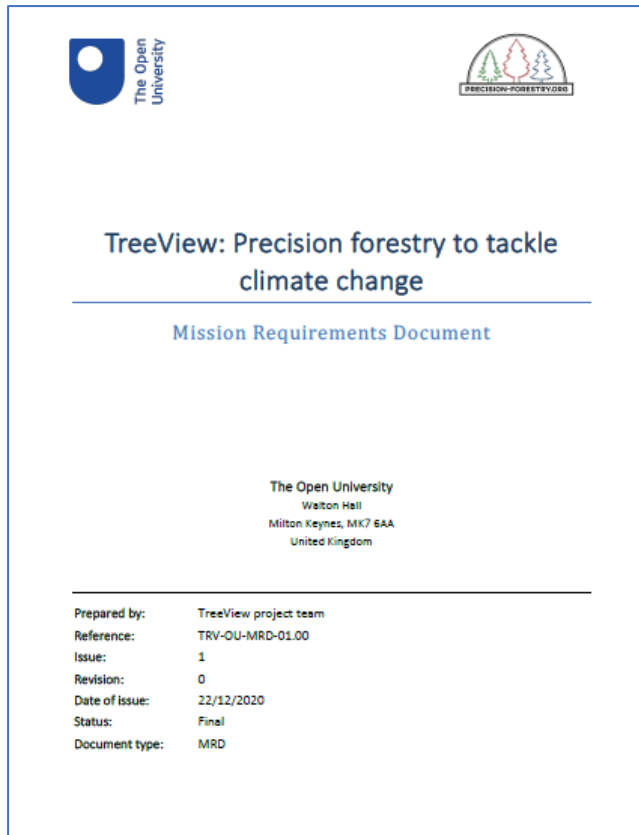 The Open
University
PRECISION-FORESTRY.ORG
TreeView: Precision forestry to tackle
climate change
Mission Requirements Document
The Open University
Walton Hall
Milton Keynes, MK7 6AA
United Kingdom
Prepared by: TreeView project team
Reference: TRV-OU-MRD-01.00
Issue: 1
Revision: 0
Date of issue: 22/12/2020
Status: Final
Document type: MRD